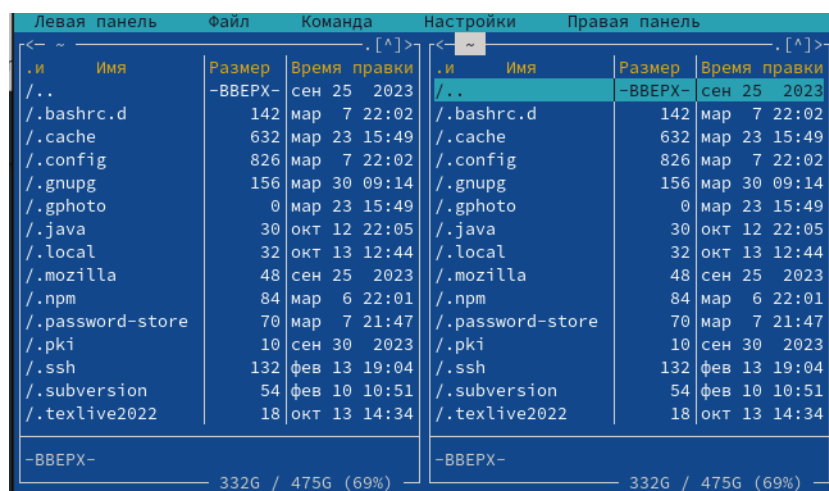 Левая панель Файл Команда Настройки Правая панель
<- ~ .[^]> <- ~ .[^]>
.и Имя Размер Время правки .и Имя Размер Время правки
/.. -ВВЕРХ- сен 25 2023 /.. -ВВЕРХ- сен 25 2023
/.bashrc.d 142 мар 7 22:02 /.bashrc.d 142 мар 7 22:02
/.cache 632 мар 23 15:49 /.cache 632 мар 23 15:49
/.config 826 мар 7 22:02 /.config 826 мар 7 22:02
/.gnupg 156 мар 30 09:14 /.gnupg 156 мар 30 09:14
/.gphoto 0 мар 23 15:49 /.gphoto 0 мар 23 15:49
/.java 30 окт 12 22:05 /.java 30 окт 12 22:05
/.local 32 окт 13 12:44 /.local 32 окт 13 12:44
/.mozilla 48 сен 25 2023 /.mozilla 48 сен 25 2023
/.npm 84 мар 6 22:01 /.npm 84 мар 6 22:01
/.password-store 70 мар 7 21:47 /.password-store 70 мар 7 21:47
/.pki 10 сен 30 2023 /.pki 10 сен 30 2023
/.ssh 132 фев 13 19:04 /.ssh 132 фев 13 19:04
/.subversion 54 фев 10 10:51 /.subversion 54 фев 10 10:51
/.texlive2022 18 окт 13 14:34 /.texlive2022 18 окт 13 14:34
-ВВЕРХ- -ВВЕРХ-
332G / 475G (69%) 332G / 475G (69%)